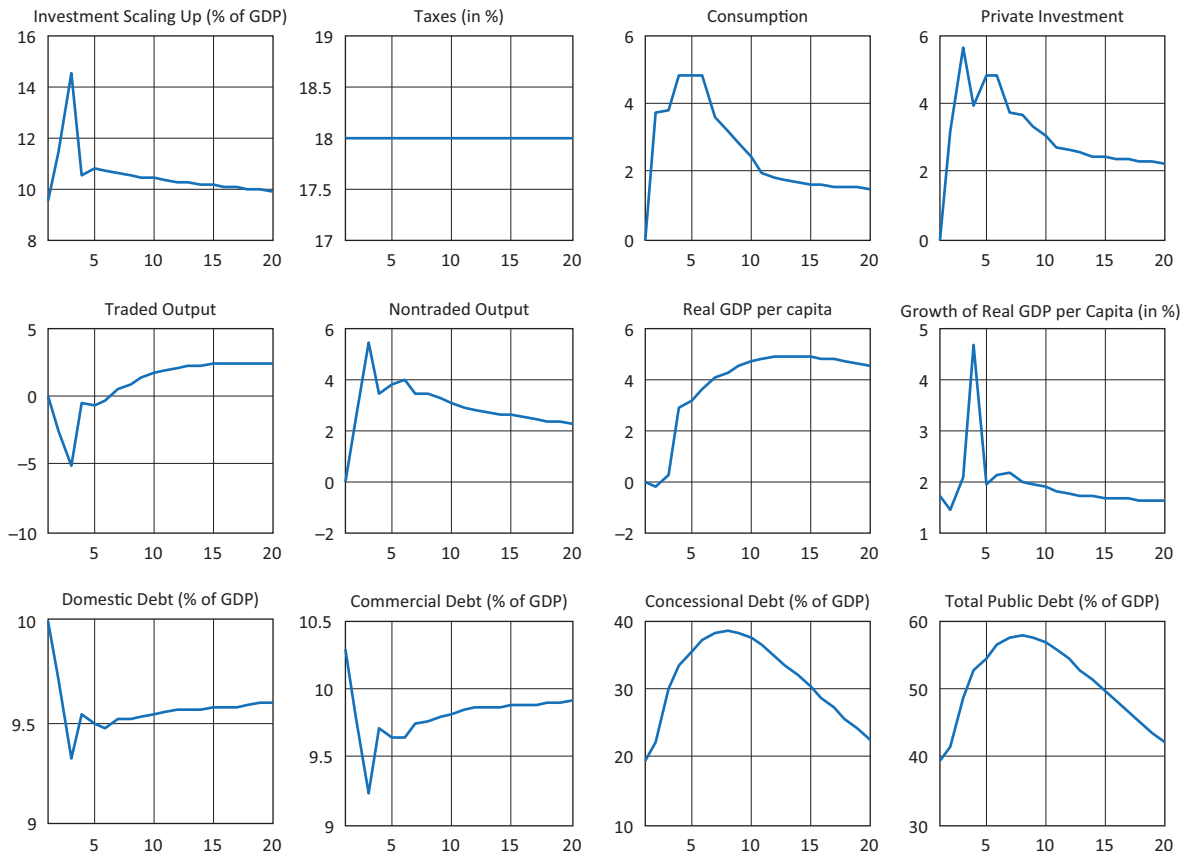 Investment Scaling Up (% of GDP)
16
14
12
10
8
5 10 15 20
Taxes (in %)
19
18.5
18
17.5
17
5 10 15 20
Consumption
6
4
2
0
5 10 15 20
Private Investment
6
4
2
0
5 10 15 20
Traded Output
5
0
–5
–10
5 10 15 20
Nontraded Output
6
4
2
0
–2
5 10 15 20
Real GDP per capita
6
4
2
0
–2
5 10 15 20
Growth of Real GDP per Capita (in %)
5
4
3
2
1
5 10 15 20
Domestic Debt (% of GDP)
10
9.5
9
5 10 15 20
Commercial Debt (% of GDP)
10.5
10
9.5
9
5 10 15 20
Concessional Debt (% of GDP)
40
30
20
10
5 10 15 20
Total Public Debt (% of GDP)
60
50
40
30
5 10 15 20